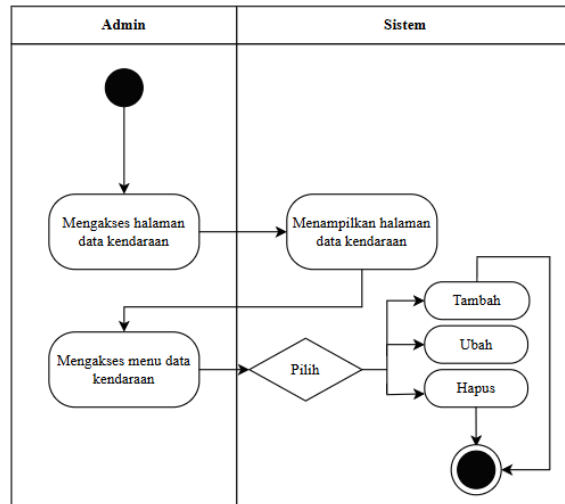 Admin
Sistem
Mengakses halaman
data kendaraan
Menampilkan halaman
data kendaraan
Mengakses menu data
kendaraan
Pilih
Tambah
Ubah
Hapus